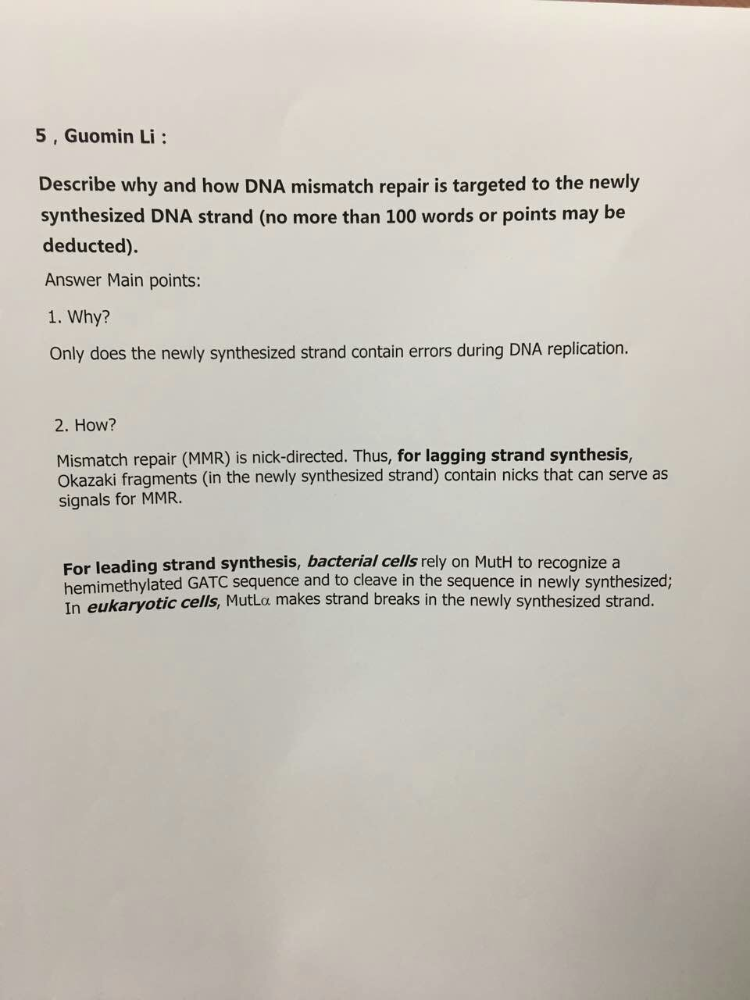 5 , Guomin Li :
Describe why and how DNA mismatch repair is targeted to the newly
synthesized DNA strand (no more than 100 words or points may be
deducted).
Answer Main points:
1. Why?
Only does the newly synthesized strand contain errors during DNA replication.
2. How?
Mismatch repair (MMR) is nick-directed. Thus, for lagging strand synthesis,
Okazaki fragments (in the newly synthesized strand) contain nicks that can serve as
signals for MMR.
For leading strand synthesis, bacterial cells rely on MutH to recognize a
hemimethylated GATC sequence and to cleave in the sequence in newly synthesized;
In eukaryotic cells, MutLα makes strand breaks in the newly synthesized strand.